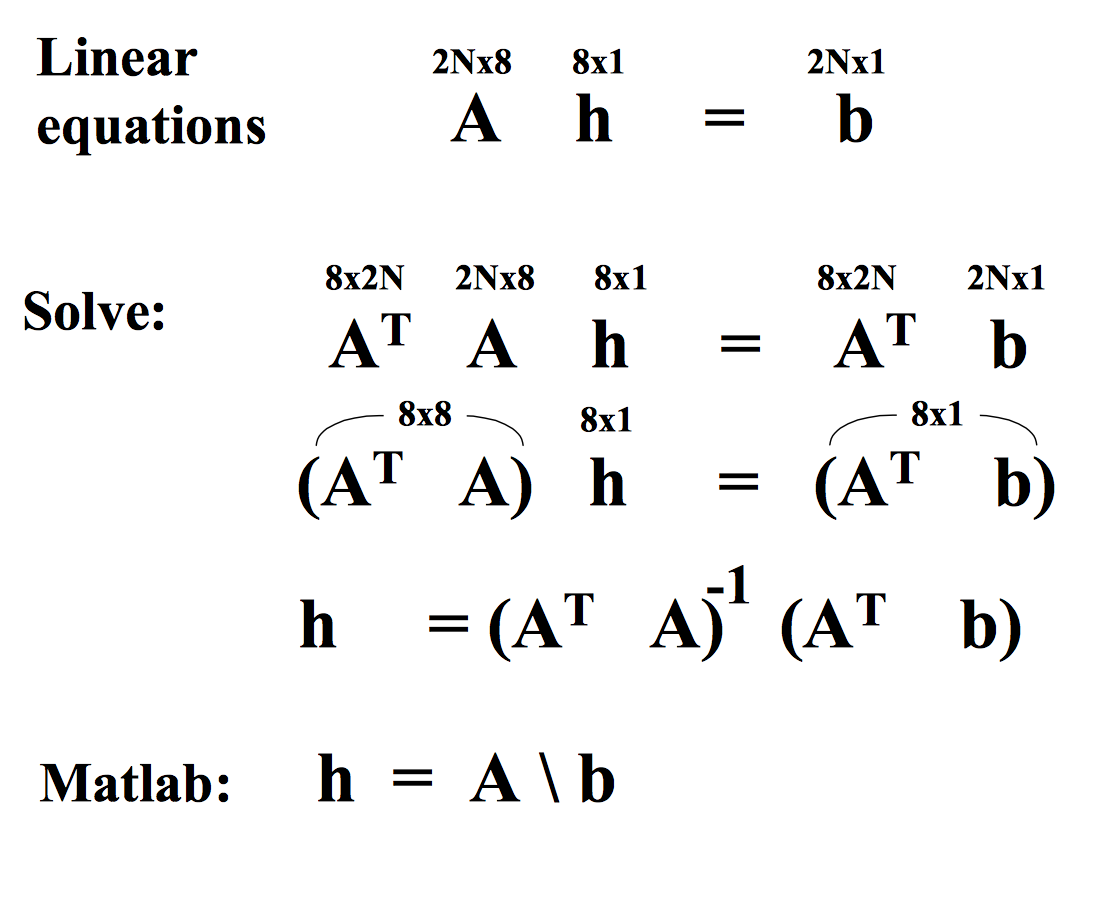 Linear equations
2Nx8 8x1 2Nx1
A h = b
Solve:
8x2N 2Nx8 8x1 8x2N 2Nx1
Aᵀ A h = Aᵀ b
8x8 8x1 8x1
(Aᵀ A) h = (Aᵀ b)
h = (Aᵀ A)⁻¹ (Aᵀ b)
Matlab: h = A \ b